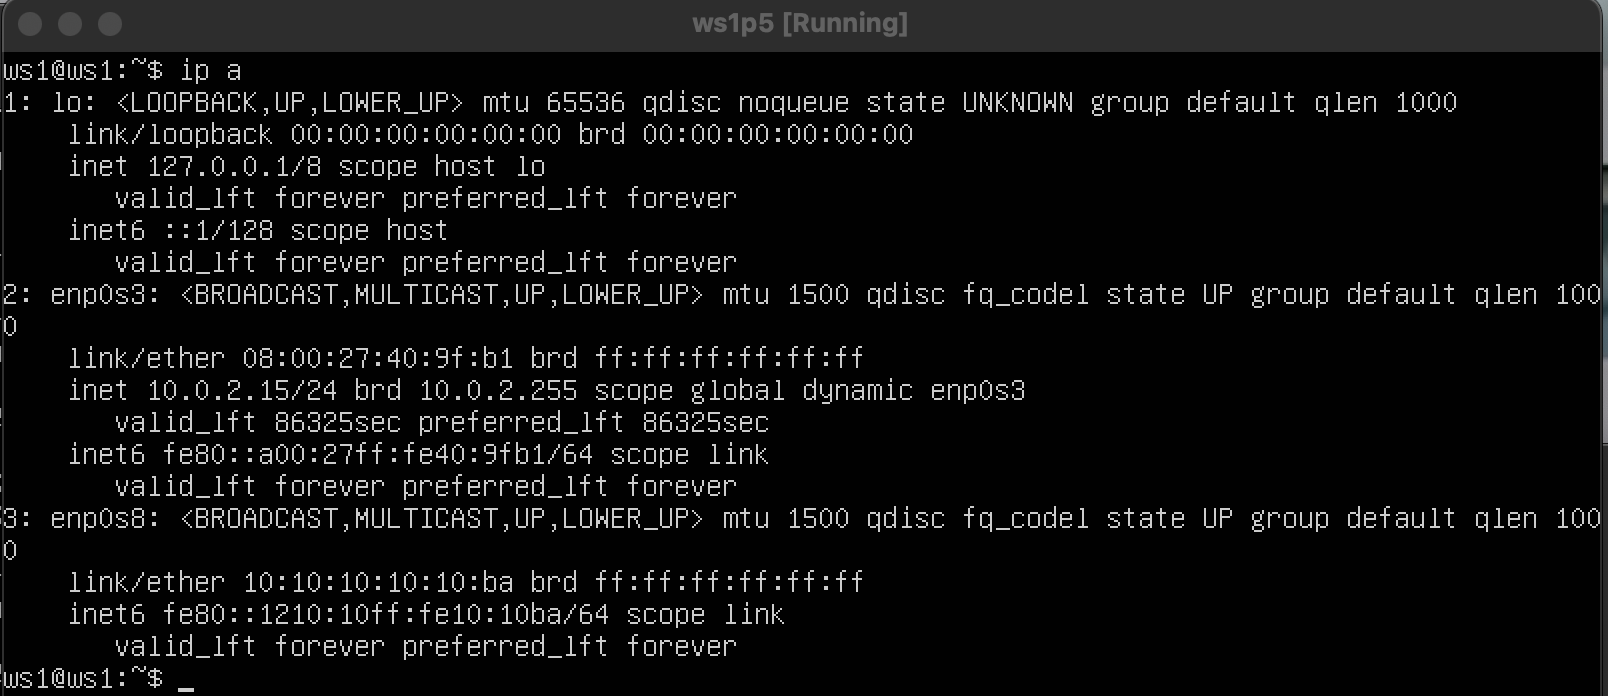 ws1p5 [Running]
ws1@ws1:~$ ip a
1: lo: <LOOPBACK,UP,LOWER_UP> mtu 65536 qdisc noqueue state UNKNOWN group default qlen 1000
    link/loopback 00:00:00:00:00:00 brd 00:00:00:00:00:00
    inet 127.0.0.1/8 scope host lo
       valid_lft forever preferred_lft forever
    inet6 ::1/128 scope host
       valid_lft forever preferred_lft forever
2: enp0s3: <BROADCAST,MULTICAST,UP,LOWER_UP> mtu 1500 qdisc fq_codel state UP group default qlen 100
0
    link/ether 08:00:27:40:9f:b1 brd ff:ff:ff:ff:ff:ff
    inet 10.0.2.15/24 brd 10.0.2.255 scope global dynamic enp0s3
       valid_lft 86325sec preferred_lft 86325sec
    inet6 fe80::a00:27ff:fe40:9fb1/64 scope link
       valid_lft forever preferred_lft forever
3: enp0s8: <BROADCAST,MULTICAST,UP,LOWER_UP> mtu 1500 qdisc fq_codel state UP group default qlen 100
0
    link/ether 10:10:10:10:10:ba brd ff:ff:ff:ff:ff:ff
    inet6 fe80::1210:10ff:fe10:10ba/64 scope link
       valid_lft forever preferred_lft forever
ws1@ws1:~$ _